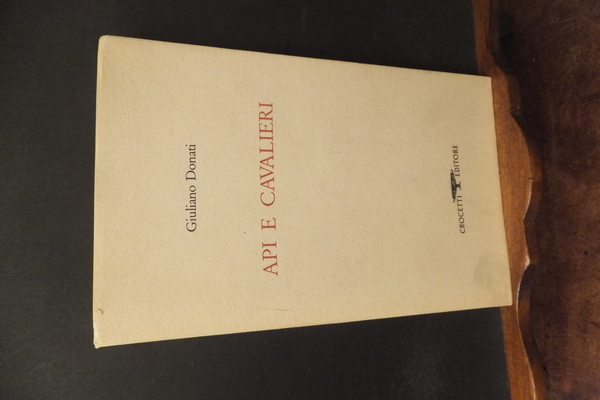 Giuliano Donati
API E CAVALIERI
CROCETTI EDITORE